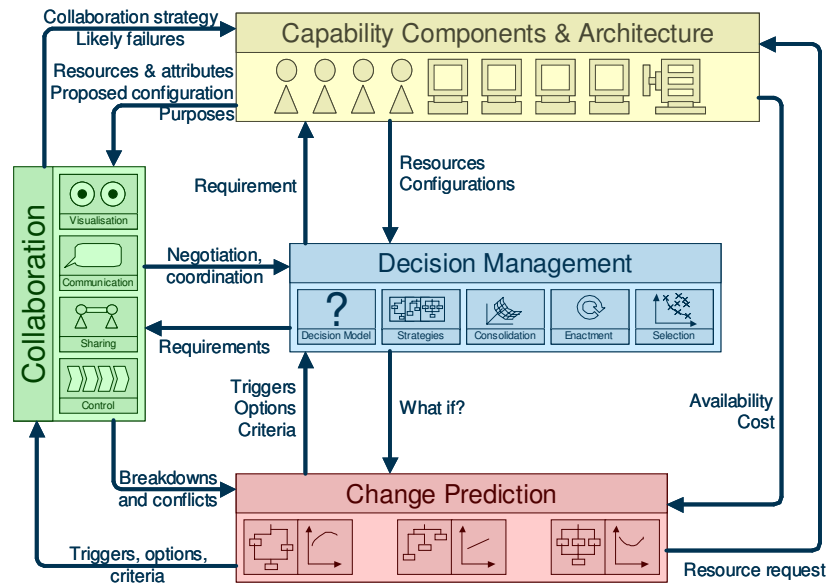 Collaboration strategy
Likely failures
Capability Components & Architecture
Resources & attributes
Proposed configuration
Purposes
Requirement
Resources
Configurations
Collaboration
Visualisation
Communication
Sharing
Control
Negotiation,
coordination
Requirements
Decision Management
?
Decision Model
Strategies
Consolidation
Enactment
Selection
Triggers
Options
Criteria
What if?
Availability
Cost
Breakdowns
and conflicts
Change Prediction
Triggers, options,
criteria
Resource request